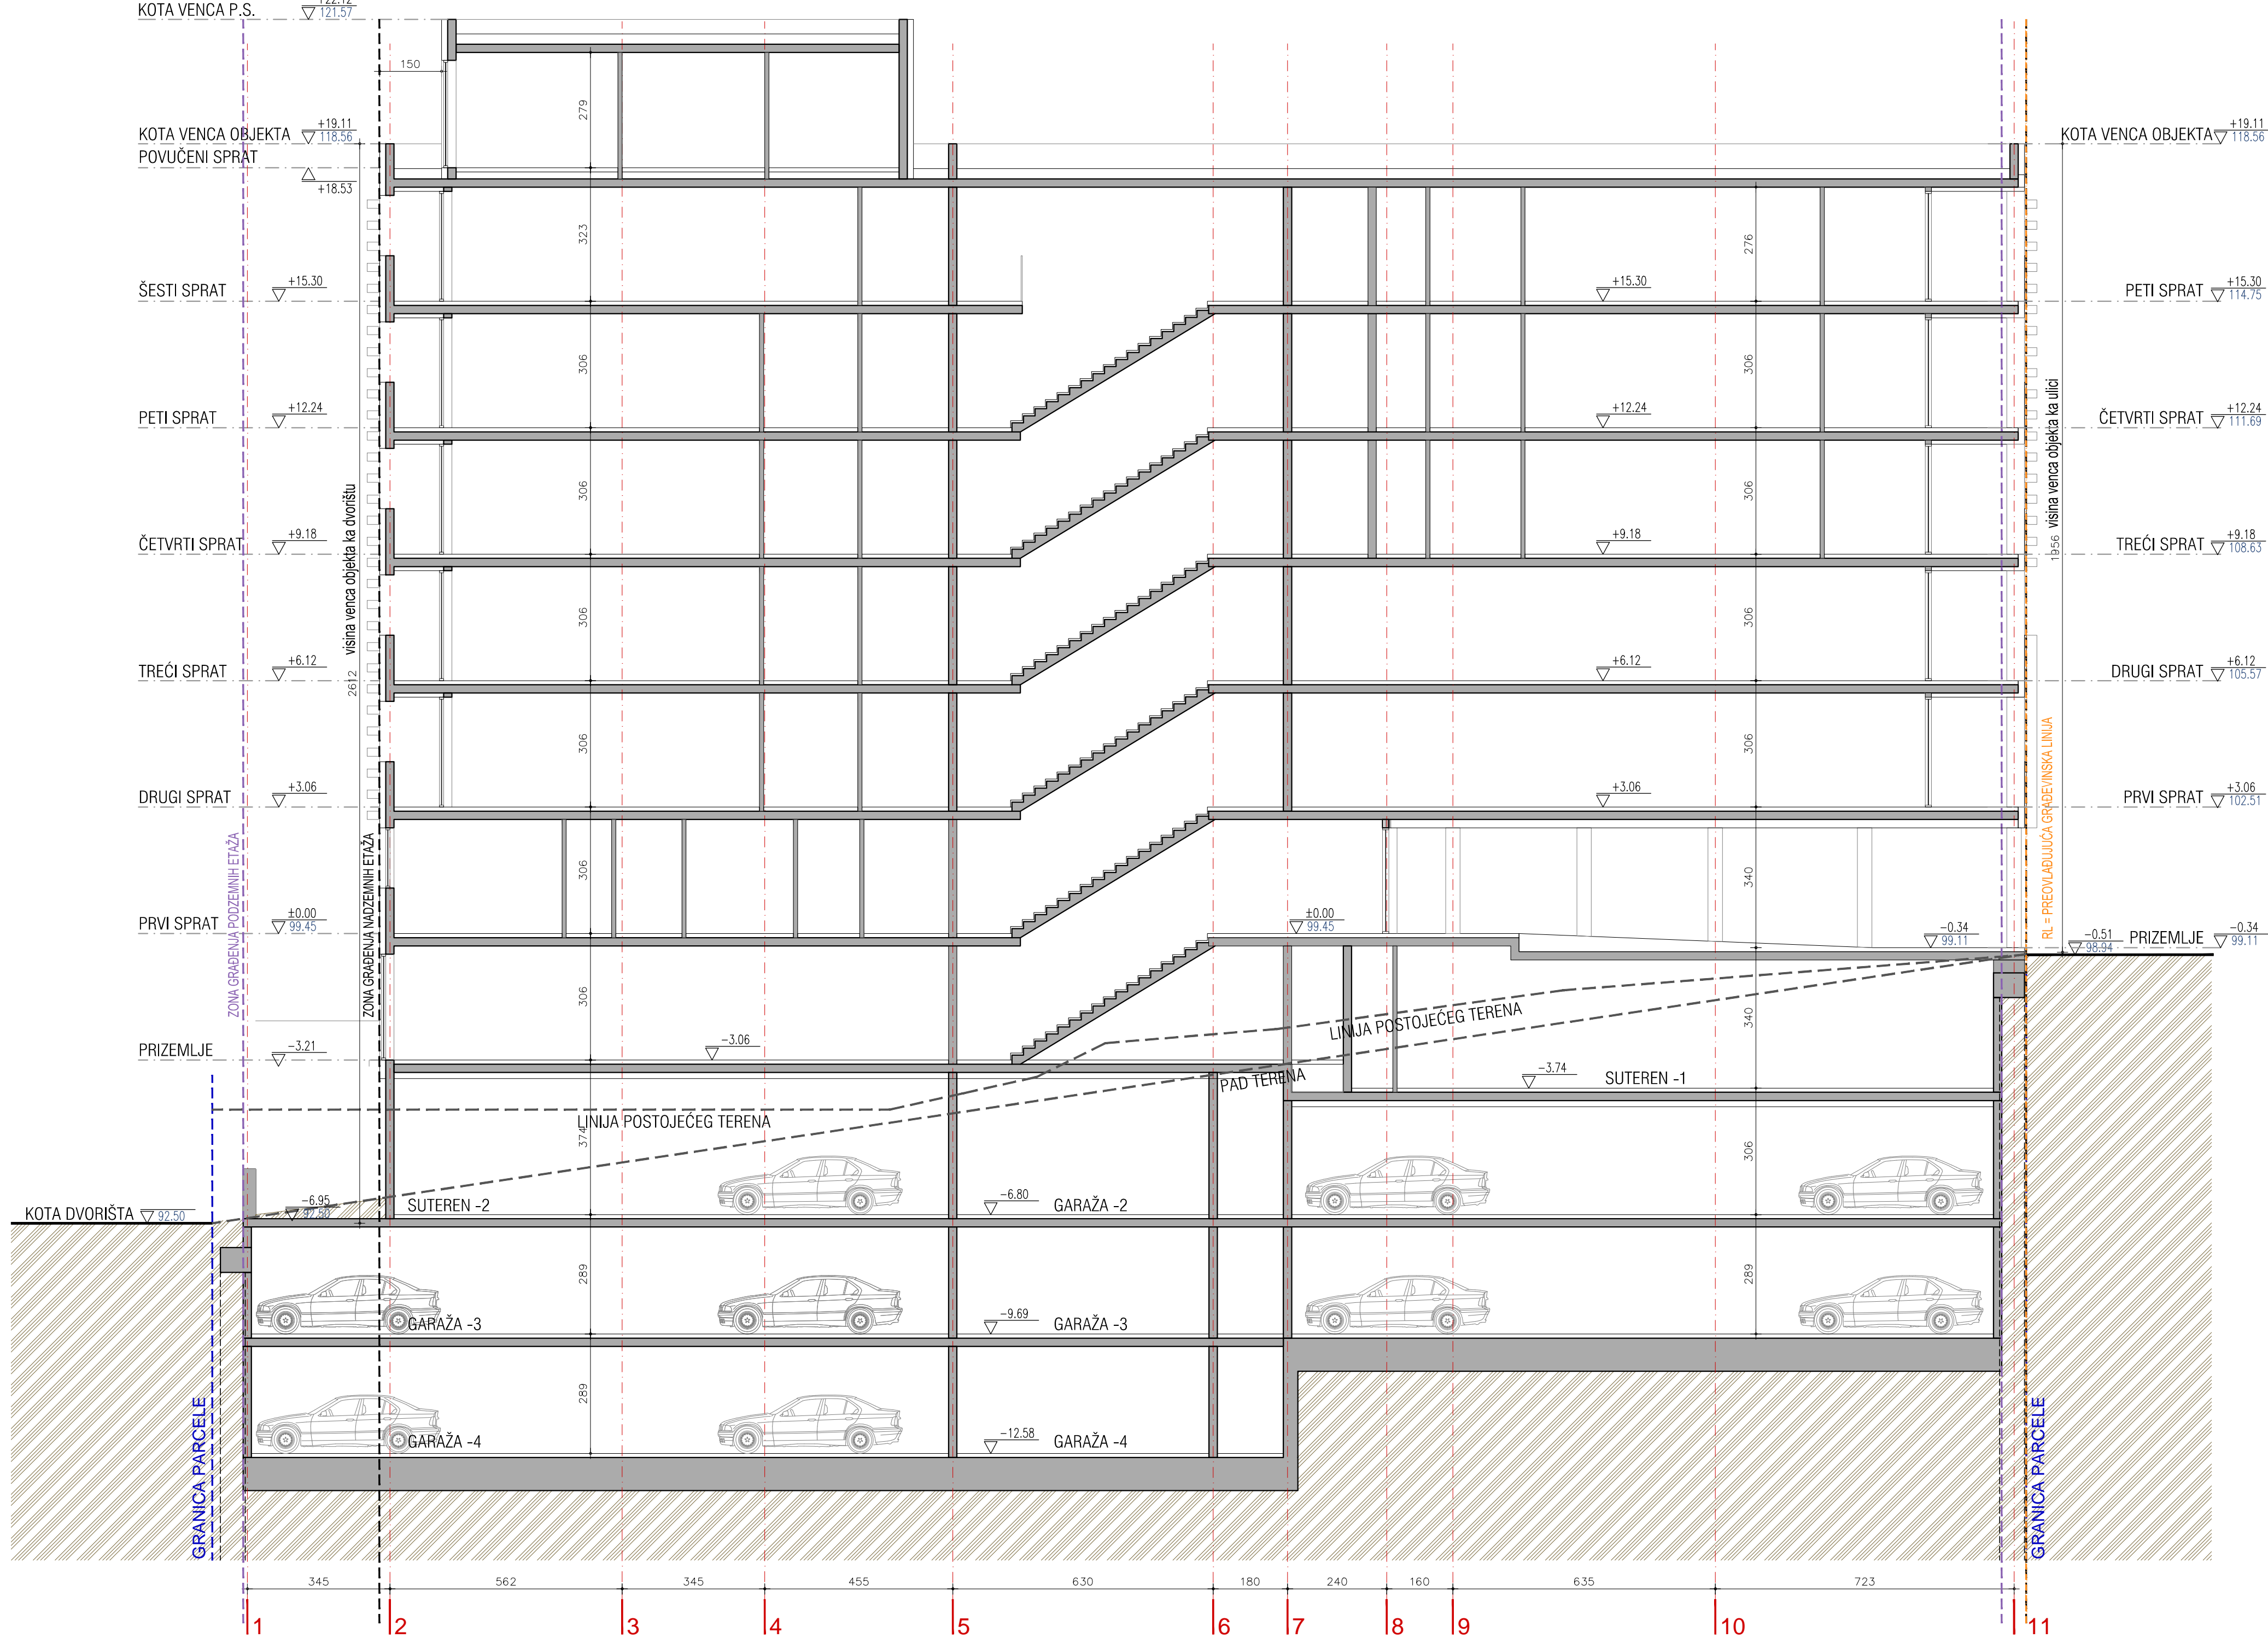 KOTA VENCA P.S.
+22.12
121.57
150
279
KOTA VENCA OBJEKTA
+19.11
118.56
POVUČENI SPRAT
+18.53
KOTA VENCA OBJEKTA
+19.11
118.56
323
276
ŠESTI SPRAT
+15.30
+15.30
PETI SPRAT
+15.30
114.75
306
306
PETI SPRAT
+12.24
+12.24
ČETVRTI SPRAT
+12.24
111.69
visina venca objekta ka dvorištu
2612
306
306
visina venca objekta ka ulici
1956
ČETVRTI SPRAT
+9.18
+9.18
TREĆI SPRAT
+9.18
108.63
306
306
TREĆI SPRAT
+6.12
+6.12
DRUGI SPRAT
+6.12
105.57
306
306
DRUGI SPRAT
+3.06
+3.06
PRVI SPRAT
+3.06
102.51
ZONA GRAĐENJA PODZEMNIH ETAŽA
ZONA GRAĐENJA NADZEMNIH ETAŽA
RL = PREOVLAĐUJUĆA GRAĐEVINSKA LINIJA
306
340
PRVI SPRAT
±0.00
99.45
±0.00
99.45
-0.34
99.11
-0.51
98.94
PRIZEMLJE
-0.34
99.11
306
340
LINIJA POSTOJEĆEG TERENA
PRIZEMLJE
-3.21
-3.06
PAD TERENA
-3.74
SUTEREN -1
LINIJA POSTOJEĆEG TERENA
374
306
KOTA DVORIŠTA
92.50
-6.95
92.50
SUTEREN -2
-6.80
GARAŽA -2
289
289
GARAŽA -3
-9.69
GARAŽA -3
289
GARAŽA -4
-12.58
GARAŽA -4
GRANICA PARCELE
GRANICA PARCELE
345
562
345
455
630
180
240
160
635
723
1
2
3
4
5
6
7
8
9
10
11